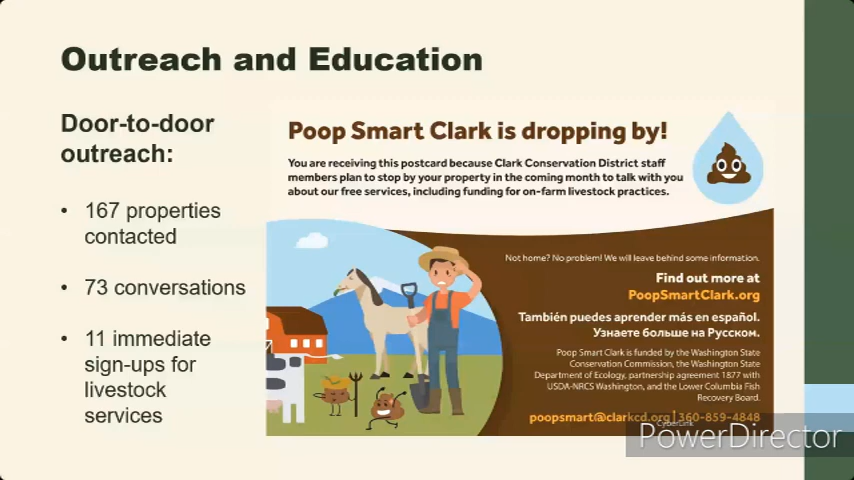 Outreach and Education
Door-to-door
outreach:
• 167 properties
contacted
• 73 conversations
• 11 immediate
sign-ups for
livestock
services
Poop Smart Clark is dropping by!
You are receiving this postcard because Clark Conservation District staff
members plan to stop by your property in the coming month to talk with you
about our free services, including funding for on-farm livestock practices.
Not home? No problem! We will leave behind some information.
Find out more at
PoopSmartClark.org
También puedes aprender más en español.
Узнаете больше на Русском.
Poop Smart Clark is funded by the Washington State
Conservation Commission, the Washington State
Department of Ecology, partnership agreement 1877 with
USDA-NRCS Washington, and the Lower Columbia Fish
Recovery Board.
poopsmart@clarkcd.org | 360-859-4848
CyberLink
PowerDirector